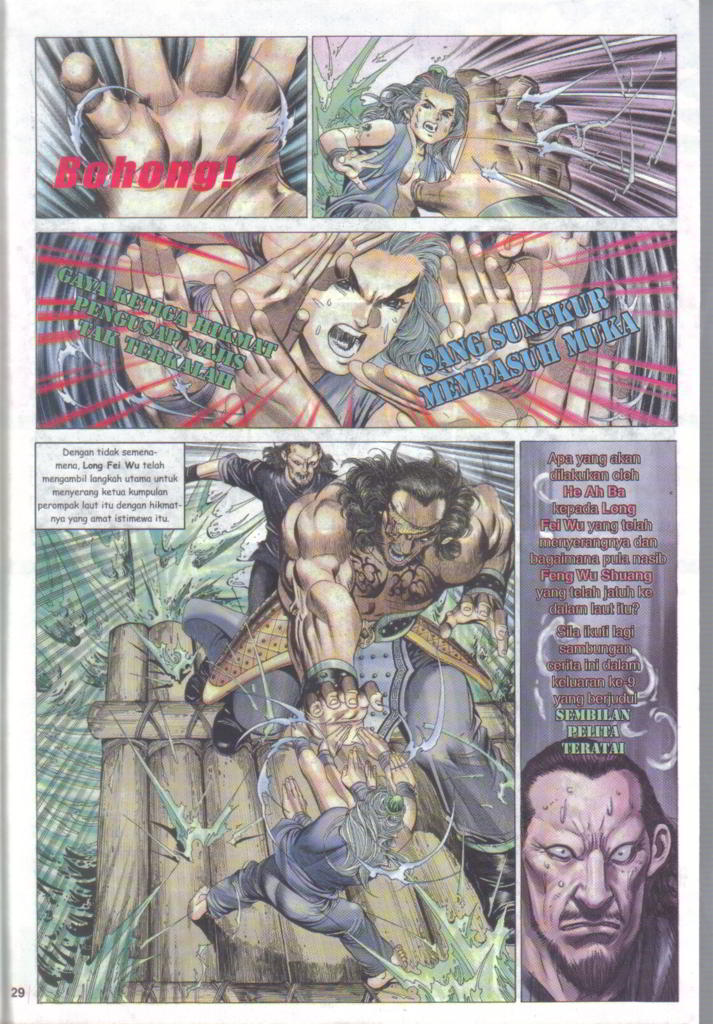 Bohong!
GAYA KETIGA HIKMAT
PENGUSAP NAJIS
TAK TERKALAH
SANG SUNGKUR
MEMBASUH MUKA
Dengan tidak semena-
mena, Long Fei Wu telah
mengambil langkah utama untuk
menyerang ketua kumpulan
perompak laut itu dengan hikmat-
nya yang amat istimewa itu.
Apa yang akan
dilakukan oleh
He Ah Ba
kepada Long
Fei Wu yang telah
menyerangnya dan
bagaimana pula nasib
Feng Wu Shuang
yang telah jatuh ke
dalam laut itu?
Sila ikuti lagi
sambungan
cerita ini dalam
keluaran ke-9
yang berjudul
SEMBILAN
PELITA
TERATAI
29